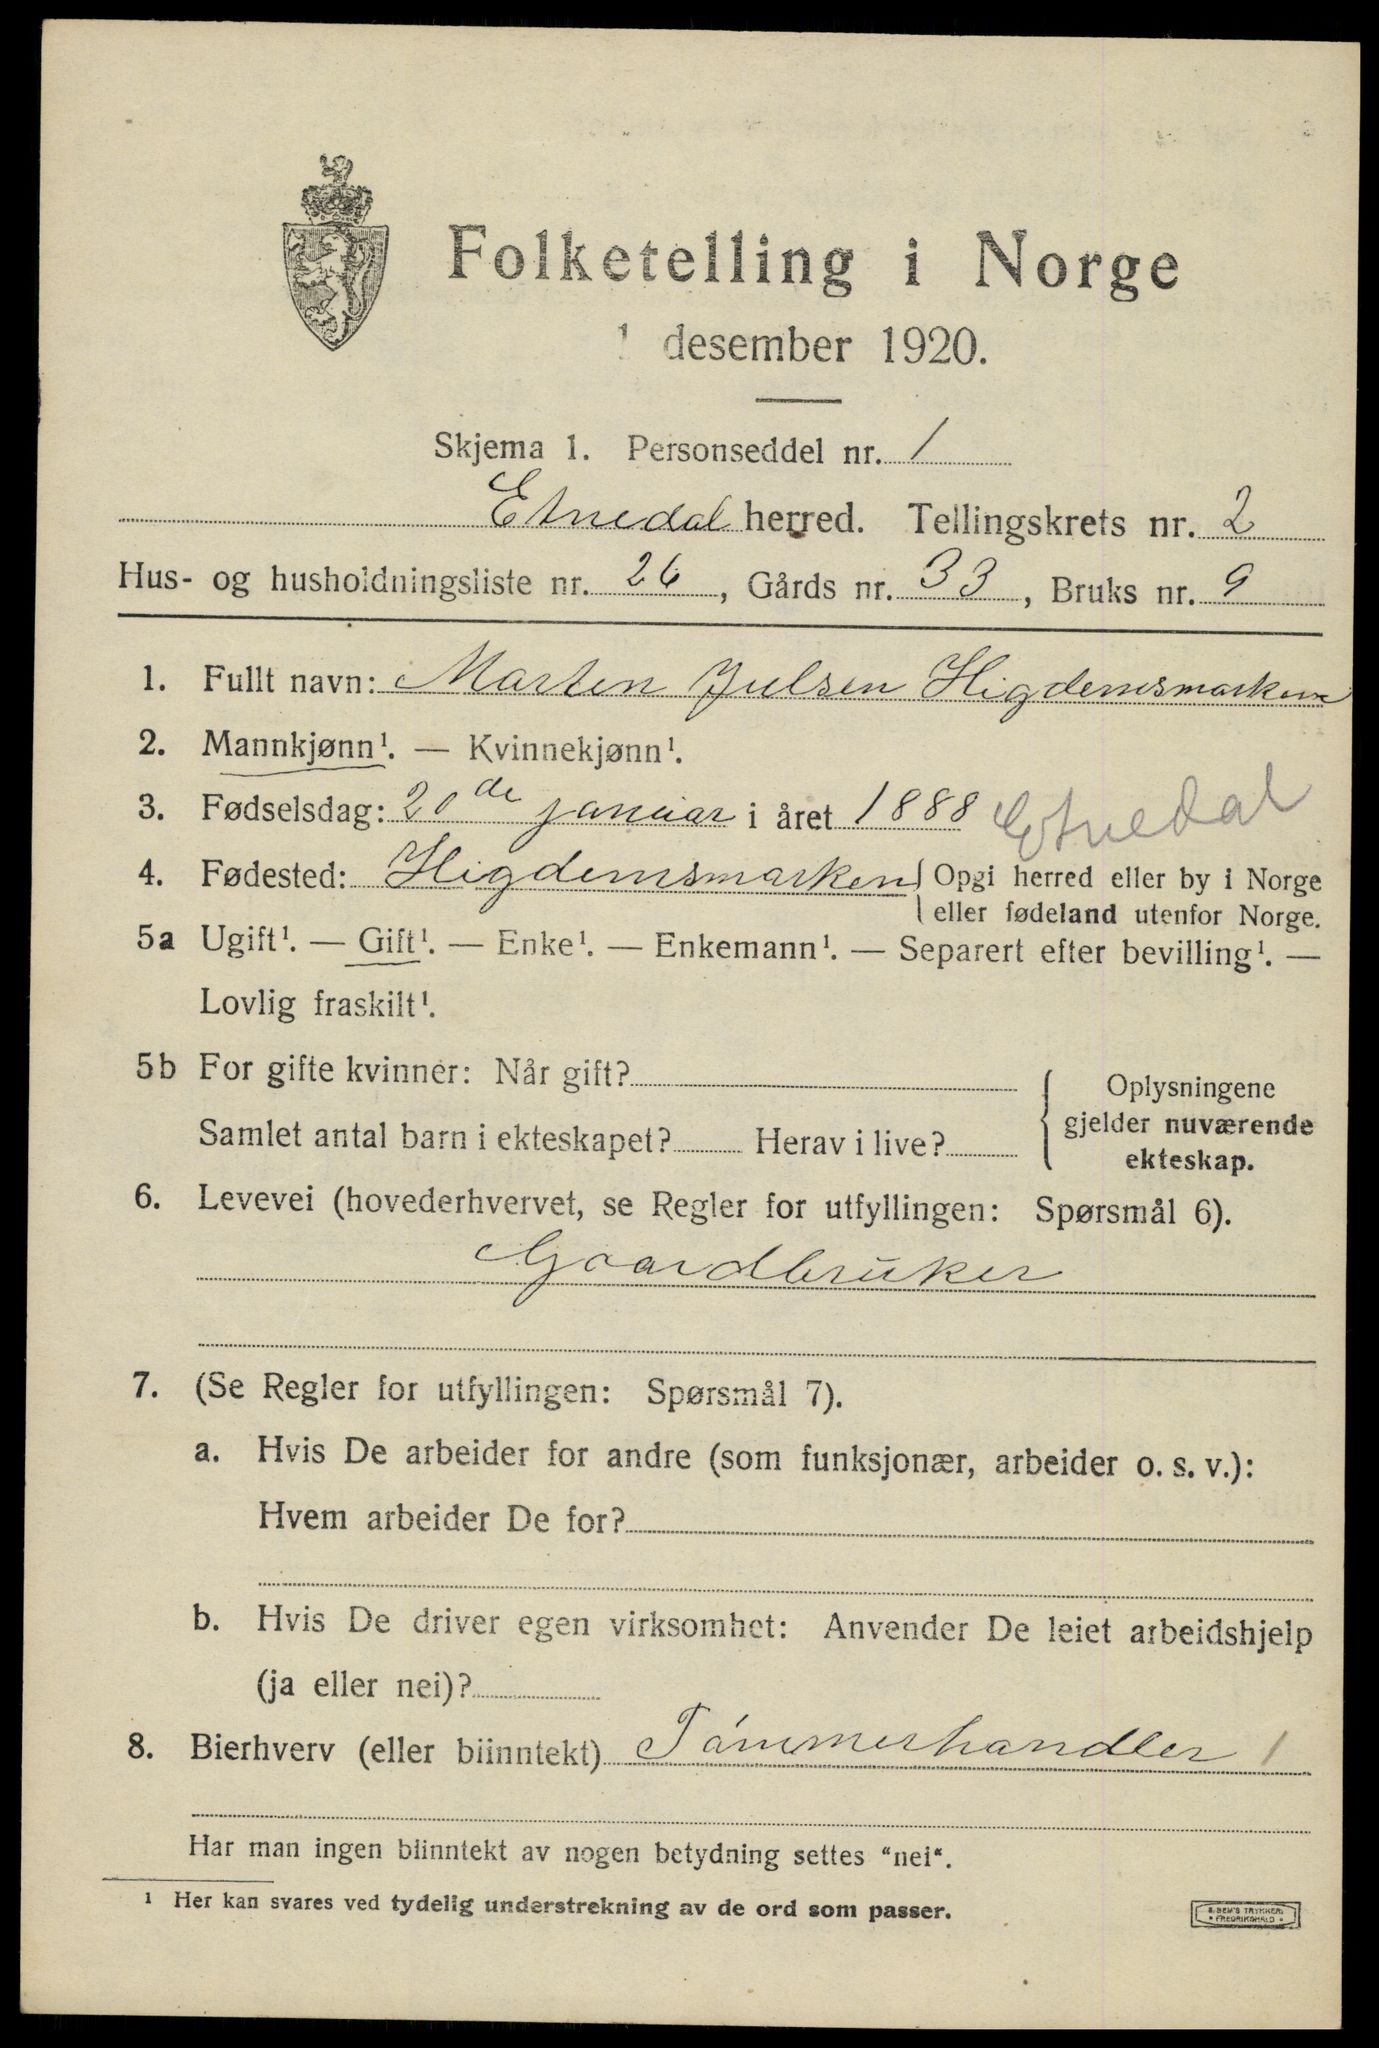 Folketelling i Norge
1 desember 1920.
Skjema 1. Personseddel nr. 1
Etnedal herred. Tellingskrets nr. 2
Hus- og husholdningsliste nr. 26, Gårds nr. 33, Bruks nr. 9
1. Fullt navn: Marten Julsen Higdemsmarken
2. Mannkjønn¹. — Kvinnekjønn¹.
3. Fødselsdag: 20de januar i året 1888 Etnedal
4. Fødested: Higdemsmarken { Opgi herred eller by i Norge
eller fødeland utenfor Norge.
5a Ugift¹. — Gift¹. — Enke¹. — Enkemann¹. — Separert efter bevilling¹. —
Lovlig fraskilt¹.
5b For gifte kvinner: Når gift?
Samlet antal barn i ekteskapet? Herav i live?
Oplysningene
gjelder nuværende
ekteskap.
6. Levevei (hovederhvervet, se Regler for utfyllingen: Spørsmål 6).
Gaardbruker
7. (Se Regler for utfyllingen: Spørsmål 7).
a. Hvis De arbeider for andre (som funksjonær, arbeider o. s. v.):
Hvem arbeider De for?
b. Hvis De driver egen virksomhet: Anvender De leiet arbeidshjelp
(ja eller nei)?
8. Bierhverv (eller biinntekt) Tómmerhandler 1
Har man ingen biinntekt av nogen betydning settes "nei".
¹ Her kan svares ved tydelig understrekning av de ord som passer.